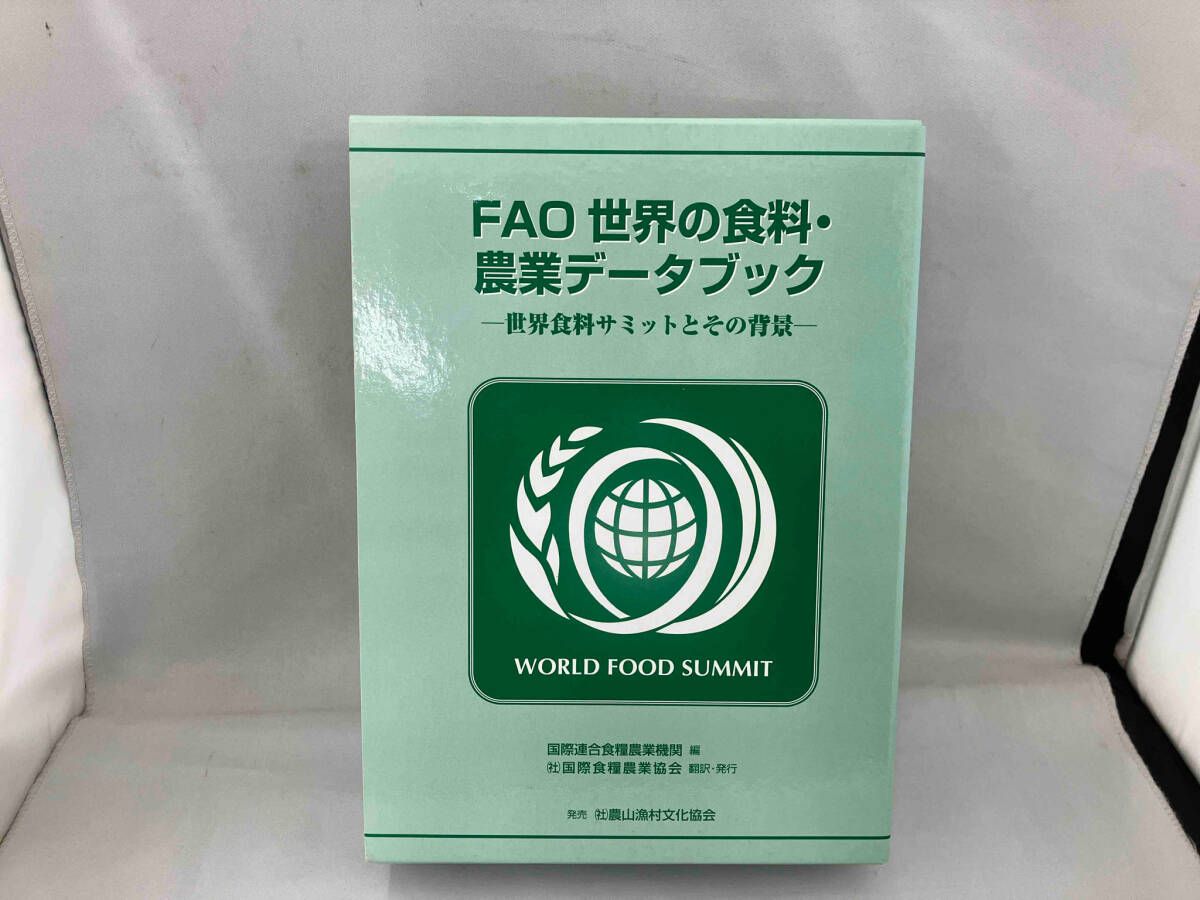 FAO 世界の食料・
農業データブック
―世界食料サミットとその背景―
WORLD FOOD SUMMIT
国際連合食糧農業機関 編
㈳国際食糧農業協会 翻訳・発行
発売 ㈳農山漁村文化協会